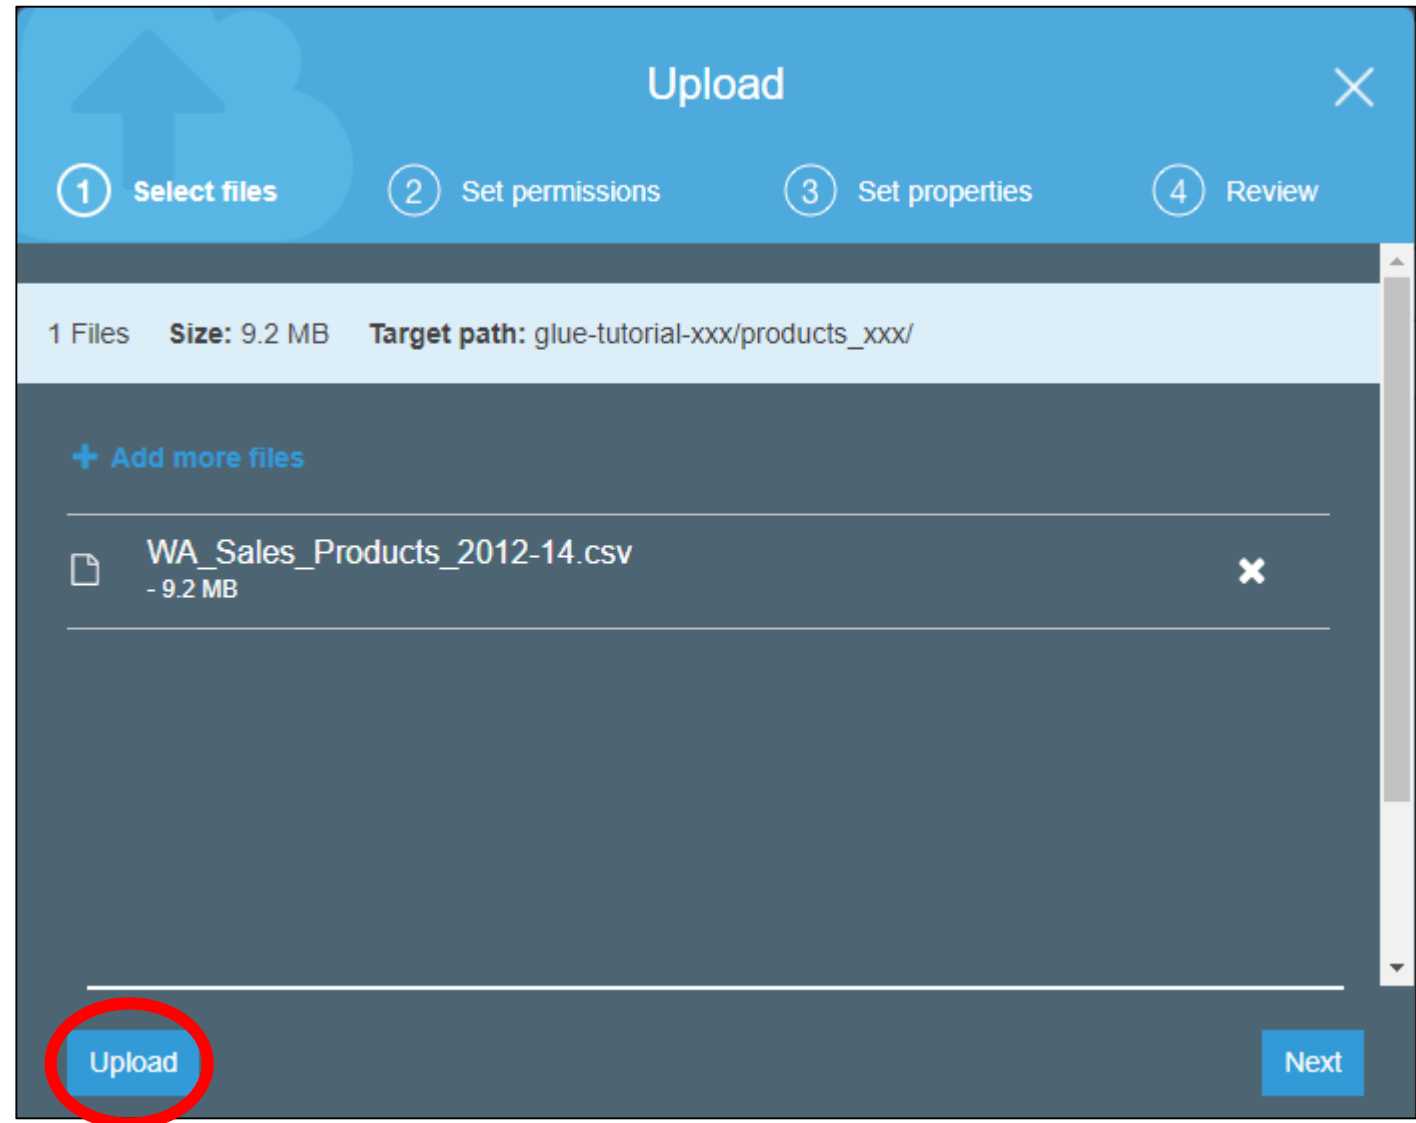 Upload
1 Select files 2 Set permissions 3 Set properties 4 Review
1 Files Size: 9.2 MB Target path: glue-tutorial-xxx/products_xxx/
Add more files
WA_Sales_Products_2012-14.csv
- 9.2 MB
Upload Next